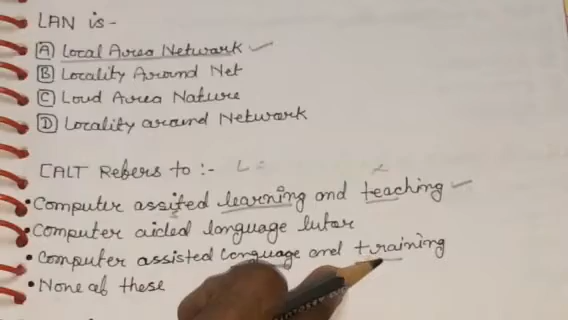 LAN is -
A Local Area Network ✓
B Locality Around Net
C Loud Area Nature
D Locality around Network
CALT Refers to :- L =
• Computer assited learning and teaching ✓
• Computer aided language tutor
• Computer assisted language and training
• None of these